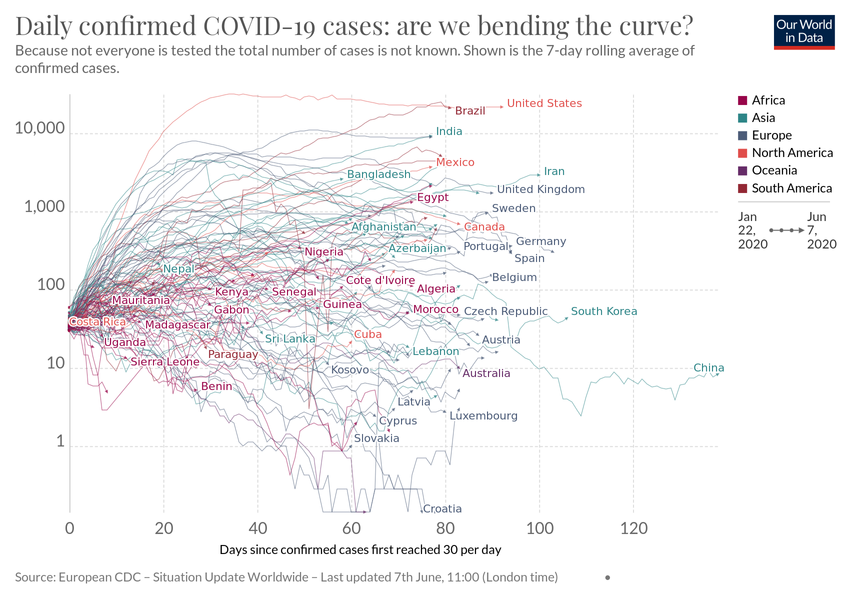 Daily confirmed COVID-19 cases: are we bending the curve?
Because not everyone is tested the total number of cases is not known. Shown is the 7-day rolling average of
confirmed cases.
Our World
in Data
Africa
Asia
Europe
North America
Oceania
South America
Jan
22,
2020
Jun
7,
2020
10,000
1,000
100
10
1
United States
Brazil
India
Mexico
Bangladesh
Iran
United Kingdom
Egypt
Sweden
Afghanistan
Canada
Germany
Azerbaijan
Portugal
Nigeria
Spain
Nepal
Belgium
Cote d'Ivoire
Algeria
Kenya
Senegal
Mauritania
Guinea
Gabon
Morocco
Czech Republic
South Korea
Costa Rica
Madagascar
Cuba
Uganda
Sri Lanka
Austria
Paraguay
Lebanon
Sierra Leone
Kosovo
China
Australia
Benin
Latvia
Luxembourg
Cyprus
Slovakia
Croatia
0
20
40
60
80
100
120
Days since confirmed cases first reached 30 per day
Source: European CDC – Situation Update Worldwide – Last updated 7th June, 11:00 (London time)